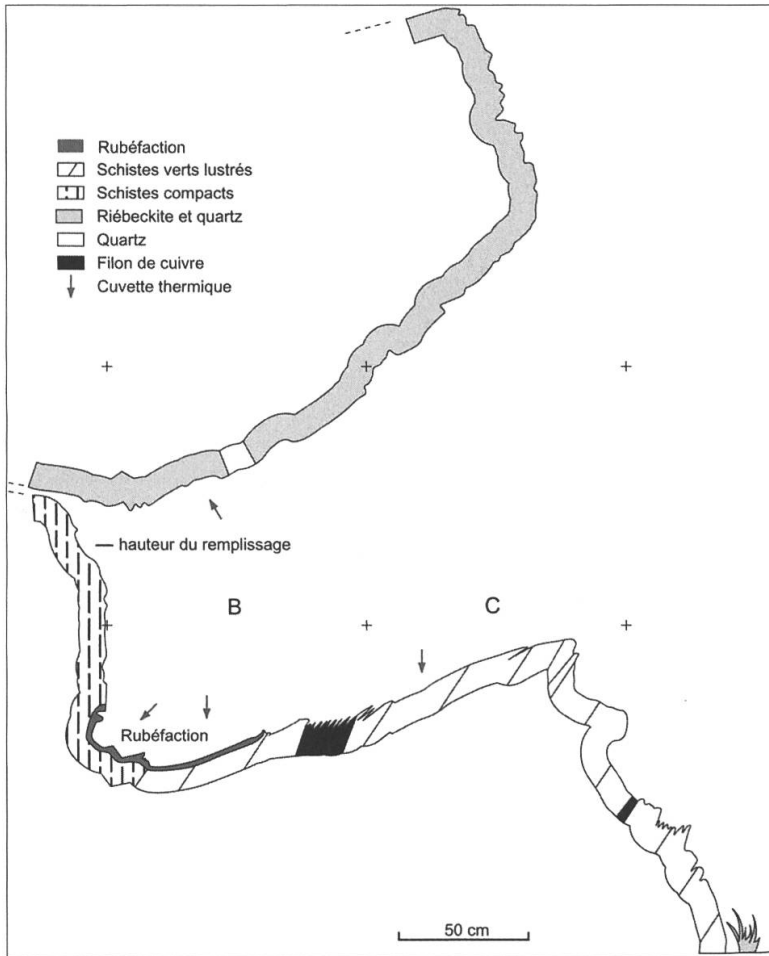 Rubéfaction
Schistes verts lustrés
Schistes compacts
Riébeckite et quartz
Quartz
Filon de cuivre
Cuvette thermique
hauteur du remplissage
B
C
Rubéfaction
50 cm